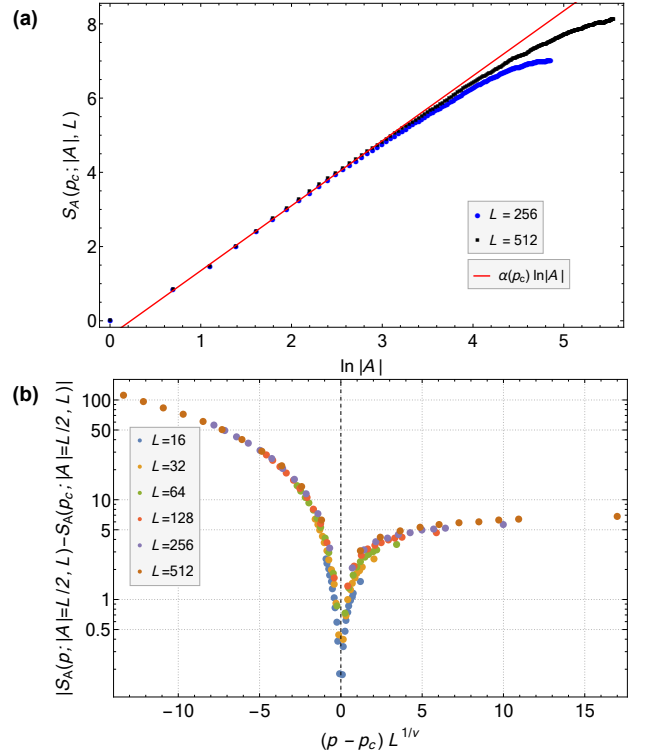 (a)
S_A(p_c; |A|, L)
8
6
4
2
0
0 1 2 3 4 5
ln |A|
L = 256
L = 512
α(p_c) ln|A|
(b)
|S_A(p; |A|=L/2, L)−S_A(p_c; |A|=L/2, L)|
100
50
10
5
1
0.5
−10 −5 0 5 10 15
(p − p_c) L^{1/ν}
L=16
L=32
L=64
L=128
L=256
L=512